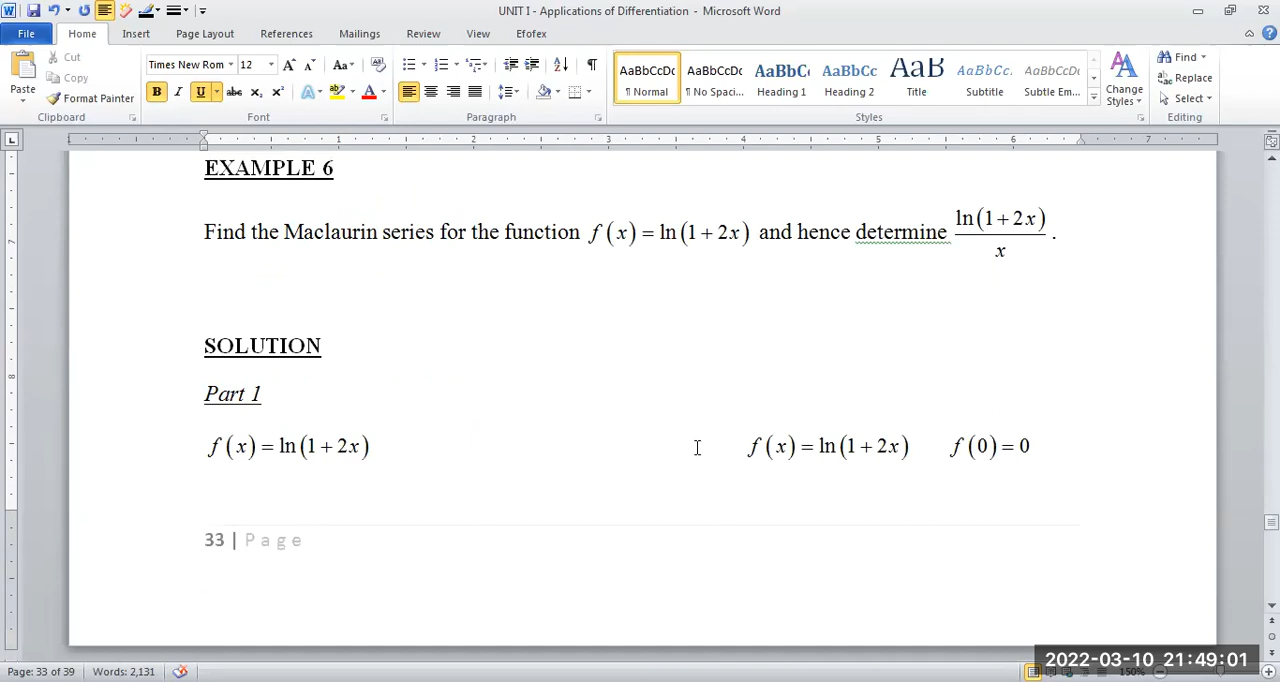 UNIT I - Applications of Differentiation - Microsoft Word
File Home Insert Page Layout References Mailings Review View Efofex
Cut
Copy
Format Painter
Paste
Clipboard
Times New Rom 12
Font
Paragraph
AaBbCcDc AaBbCcDc AaBbC AaBbCc AaB AaBbCc. AaBbCcDc
¶ Normal ¶ No Spaci... Heading 1 Heading 2 Title Subtitle Subtle Em...
Change Styles
Styles
Find
Replace
Select
Editing
EXAMPLE 6
Find the Maclaurin series for the function f(x) = ln(1+2x) and hence determine ln(1+2x)/x .
SOLUTION
Part 1
f(x) = ln(1+2x) f(x) = ln(1+2x) f(0) = 0
33 | Page
Page: 33 of 39 Words: 2,131 150%
2022-03-10 21:49:01